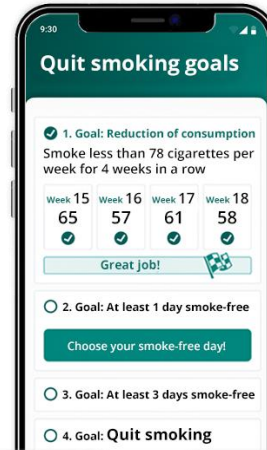 9:30
Quit smoking goals
1. Goal: Reduction of consumption
Smoke less than 78 cigarettes per
week for 4 weeks in a row
Week 15 Week 16 Week 17 Week 18
65 57 61 58
Great job!
2. Goal: At least 1 day smoke-free
Choose your smoke-free day!
3. Goal: At least 3 days smoke-free
4. Goal: Quit smoking